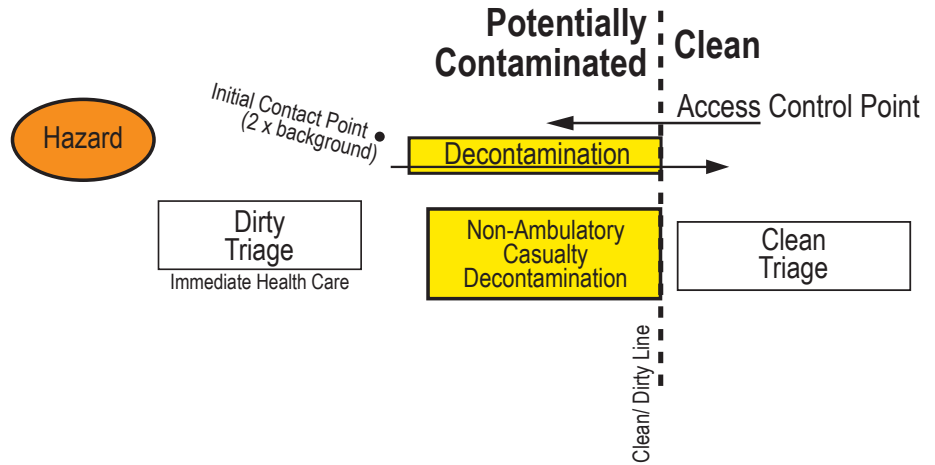 Potentially
Contaminated
Clean
Initial Contact Point
(2 x background)
Access Control Point
Hazard
Decontamination
Dirty
Triage
Immediate Health Care
Non-Ambulatory
Casualty
Decontamination
Clean
Triage
Clean/ Dirty Line